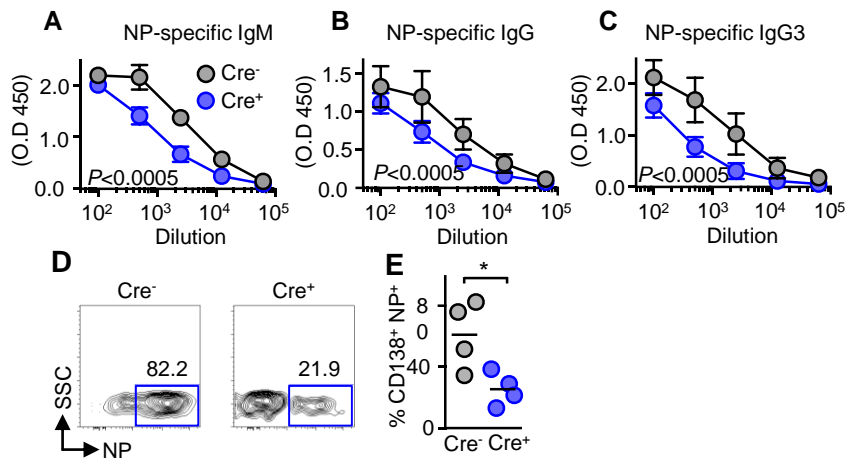 A NP-specific IgM
B NP-specific IgG
C NP-specific IgG3
Cre-
Cre+
(O.D 450)
2.0
1.0
0.0
P<0.0005
10² 10³ 10⁴ 10⁵
Dilution
(O.D 450)
1.5
1.0
0.5
0.0
P<0.0005
10² 10³ 10⁴ 10⁵
Dilution
(O.D 450)
2.0
1.0
0.0
P<0.0005
10² 10³ 10⁴ 10⁵
Dilution
D
Cre- Cre+
82.2
21.9
SSC
NP
E
*
% CD138+ NP+
8
0
40
0
Cre- Cre+